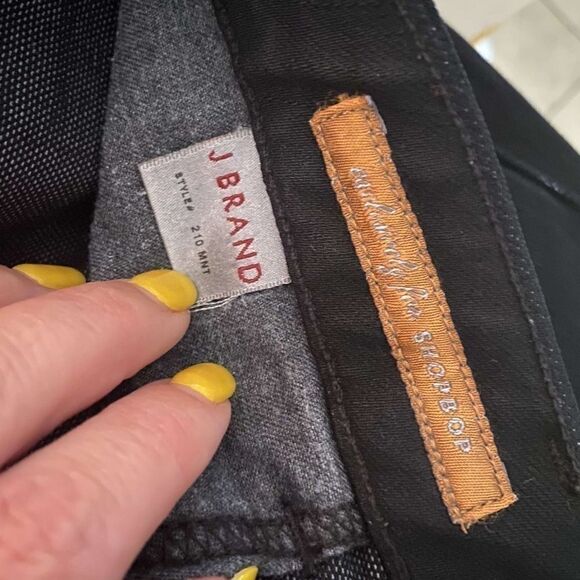 J BRAND
STYLE# 210 MNT
exclusively for SHOPBOP